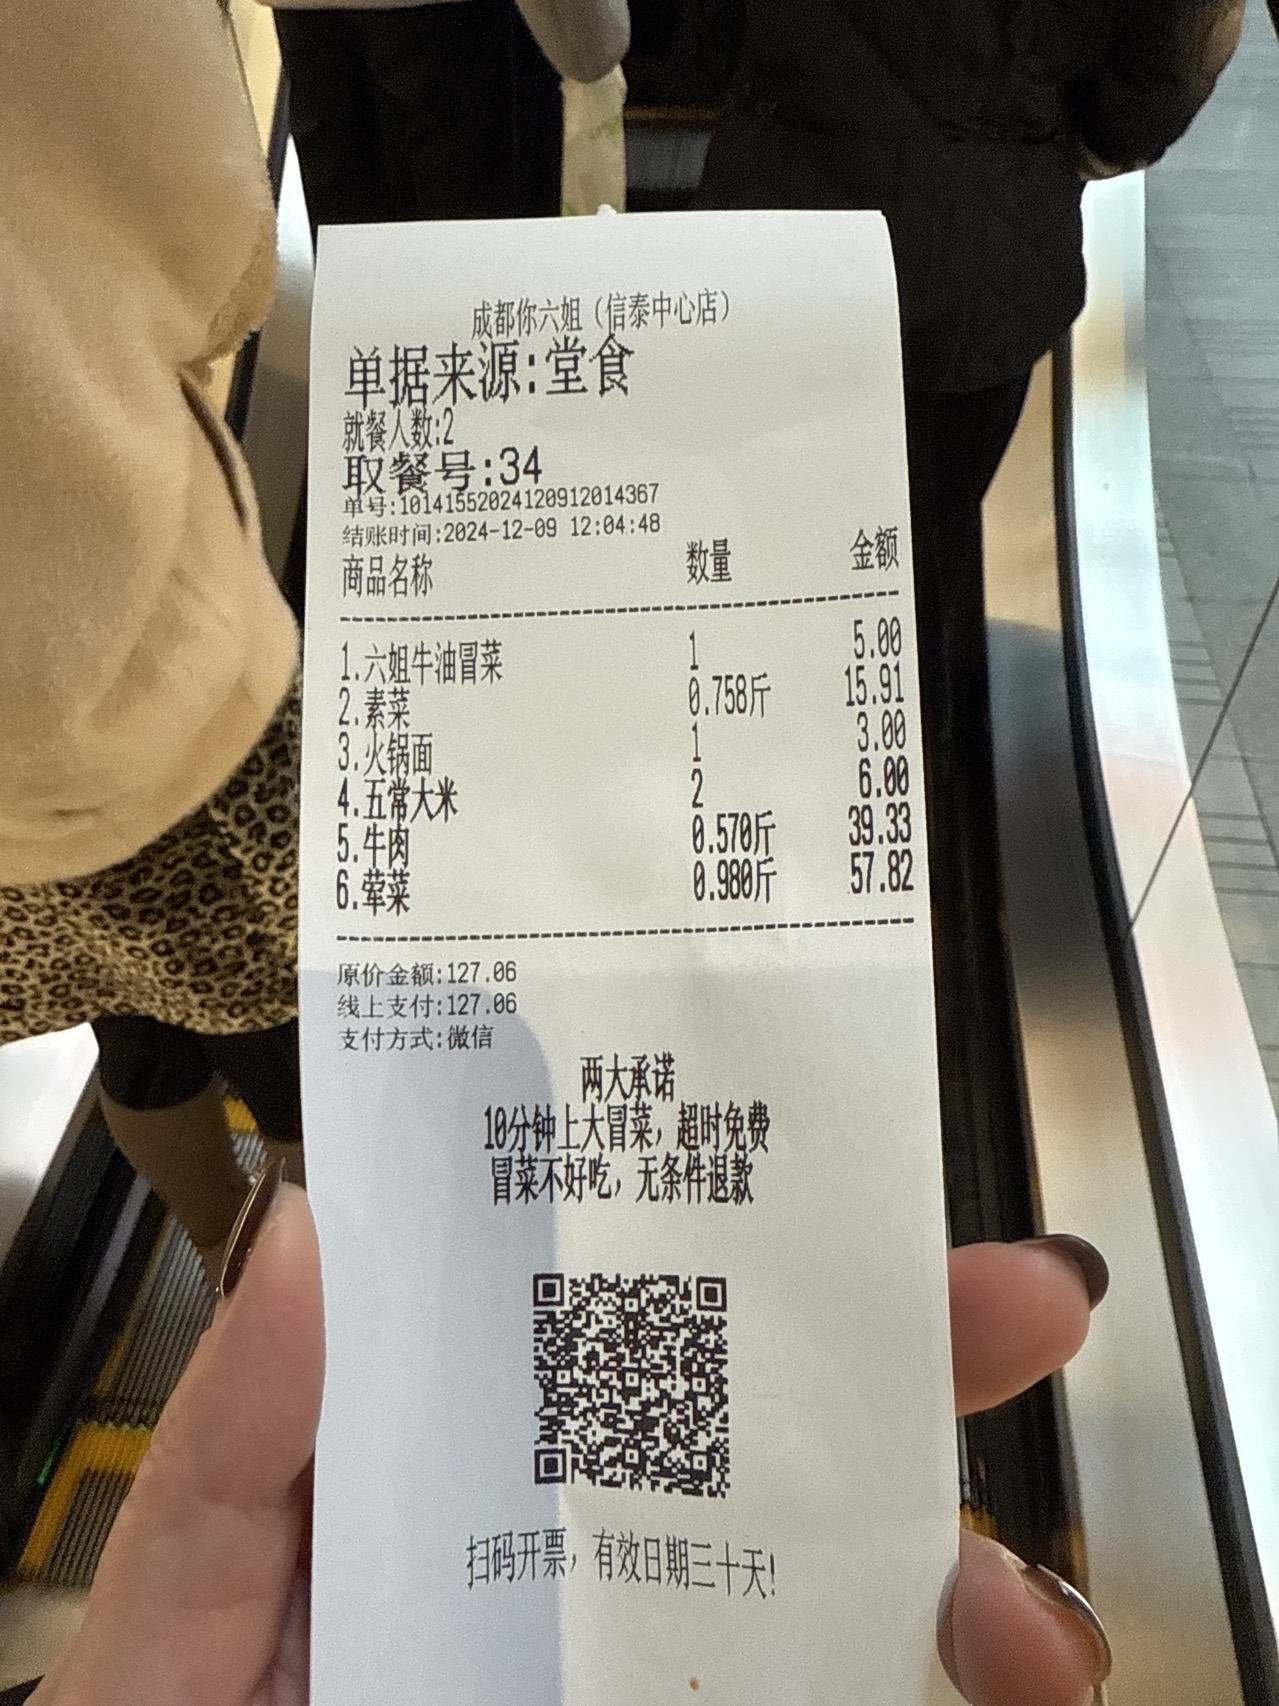 成都你六姐（信泰中心店）
单据来源:堂食
就餐人数:2
取餐号:34
单号:10141552024120912014367
结账时间:2024-12-09 12:04:48
商品名称 数量 金额
1.六姐牛油冒菜 1 5.00
2.素菜 0.758斤 15.91
3.火锅面 1 3.00
4.五常大米 2 6.00
5.牛肉 0.570斤 39.33
6.荤菜 0.980斤 57.82
原价金额:127.06
线上支付:127.06
支付方式:微信
两大承诺
10分钟上大冒菜，超时免费
冒菜不好吃，无条件退款
扫码开票，有效日期三十天!